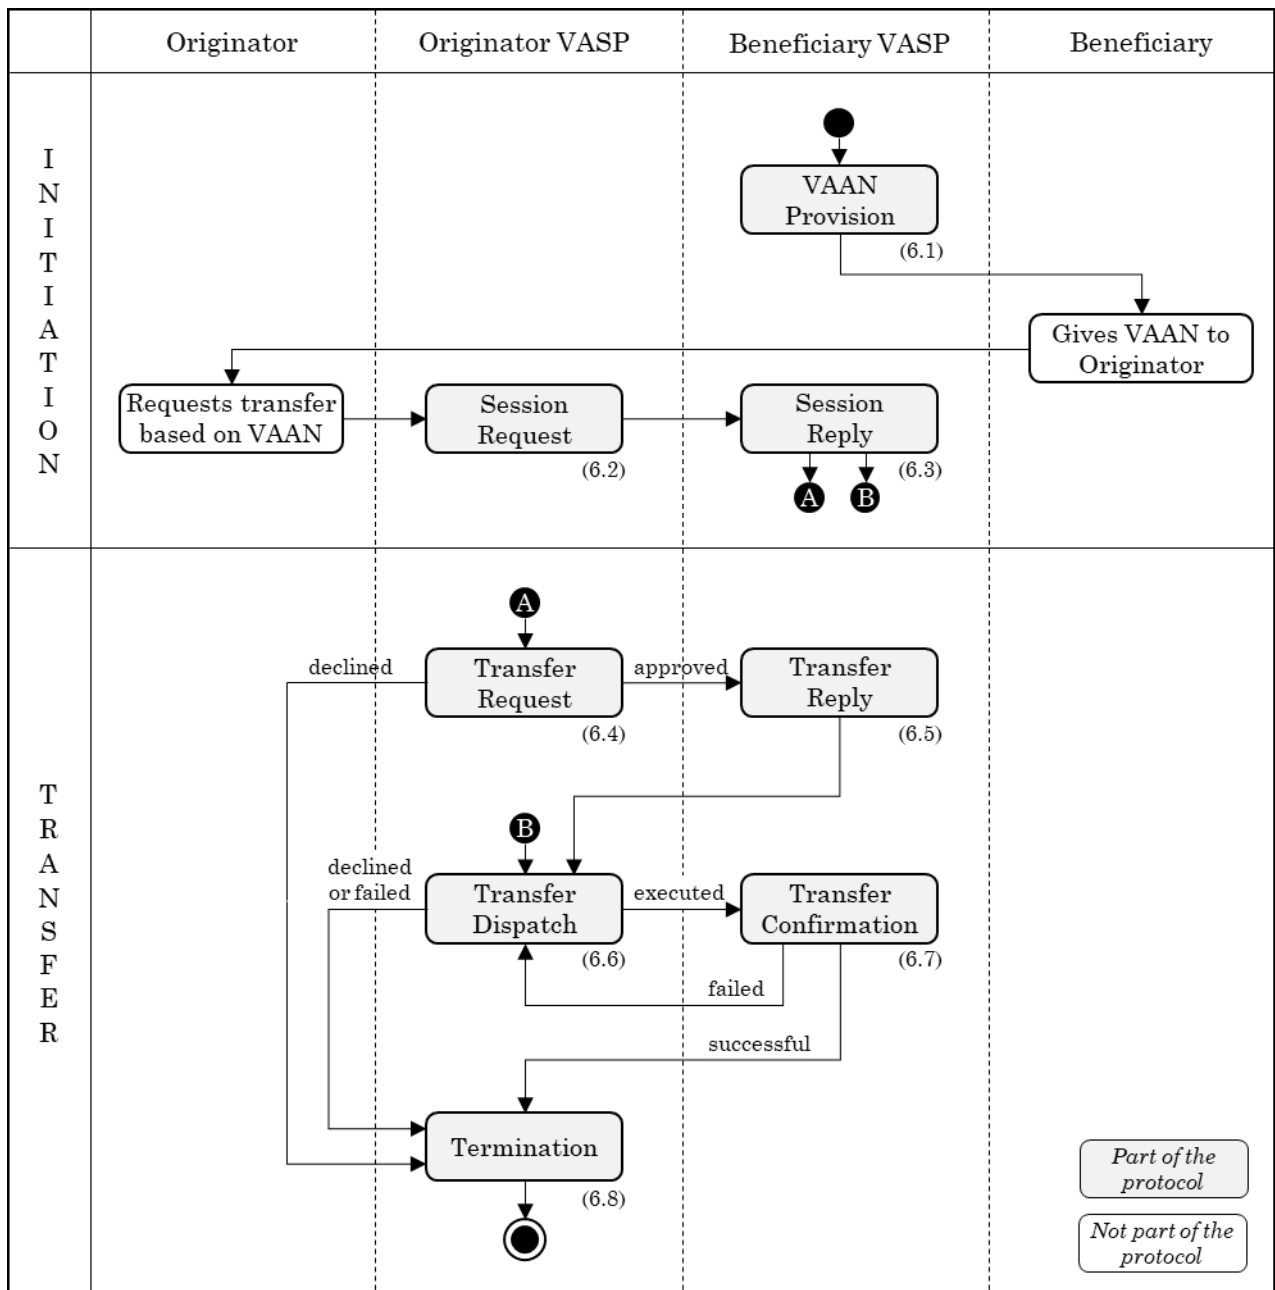 Originator
Originator VASP
Beneficiary VASP
Beneficiary
I
N
I
T
I
A
T
I
O
N
VAAN
Provision
(6.1)
Gives VAAN to
Originator
Requests transfer
based on VAAN
Session
Request
(6.2)
Session
Reply
(6.3)
A
B
T
R
A
N
S
F
E
R
A
declined
Transfer
Request
(6.4)
approved
Transfer
Reply
(6.5)
B
declined
or failed
Transfer
Dispatch
(6.6)
executed
Transfer
Confirmation
(6.7)
failed
successful
Termination
(6.8)
Part of the
protocol
Not part of the
protocol